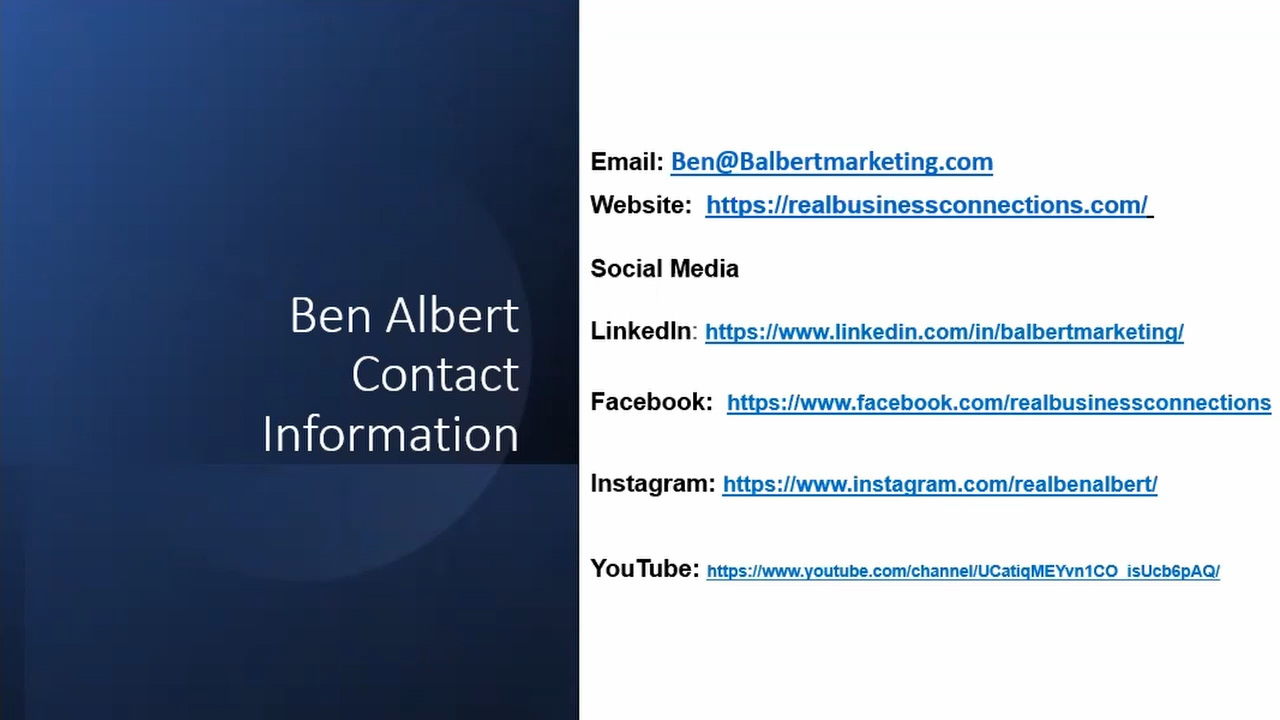 Ben Albert
Contact
Information
Email: Ben@Balbertmarketing.com
Website: https://realbusinessconnections.com/
Social Media
LinkedIn: https://www.linkedin.com/in/balbertmarketing/
Facebook: https://www.facebook.com/realbusinessconnections
Instagram: https://www.instagram.com/realbenalbert/
YouTube: https://www.youtube.com/channel/UCatiqMEYvn1CO_isUcb6pAQ/